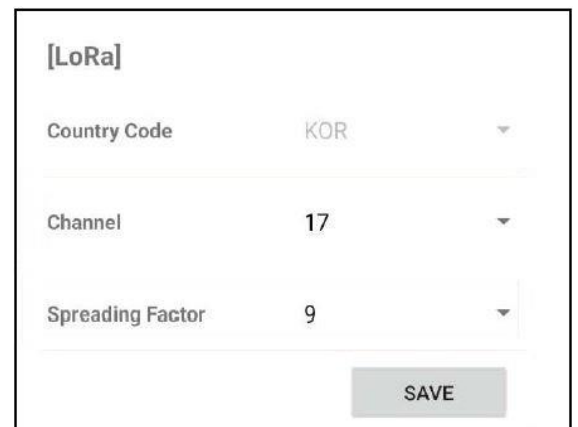 [LoRa]
Country Code KOR
Channel 17
Spreading Factor 9
SAVE